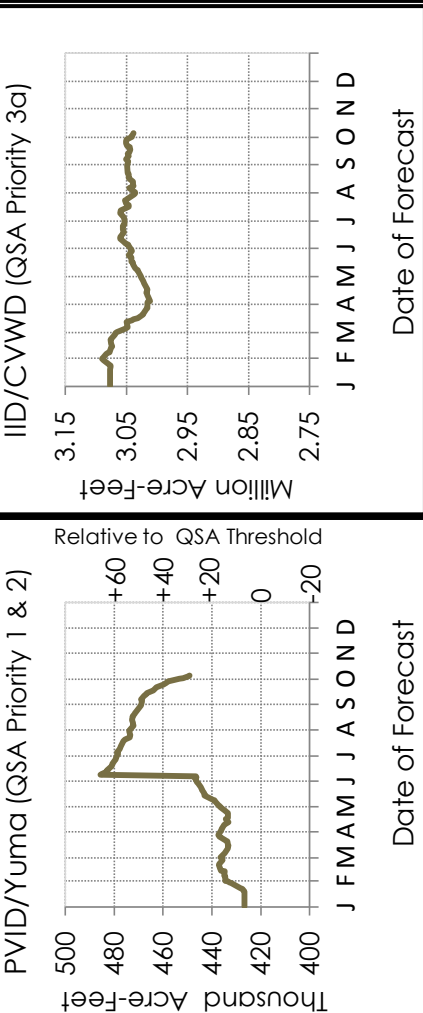 PVID/Yuma (QSA Priority 1 & 2)
Thousand Acre-Feet
500
480
460
440
420
400
Relative to QSA Threshold
+60
+40
+20
0
-20
J F M A M J J A S O N D
Date of Forecast
IID/CVWD (QSA Priority 3a)
Million Acre-Feet
3.15
3.05
2.95
2.85
2.75
J F M A M J J A S O N D
Date of Forecast